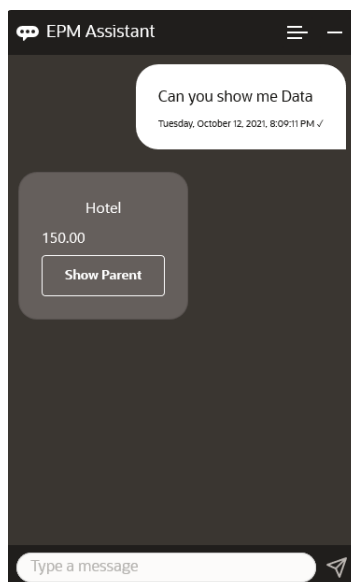 EPM Assistant
Can you show me Data
Tuesday, October 12, 2021, 8:09:11 PM ✓
Hotel
150.00
Show Parent
Type a message